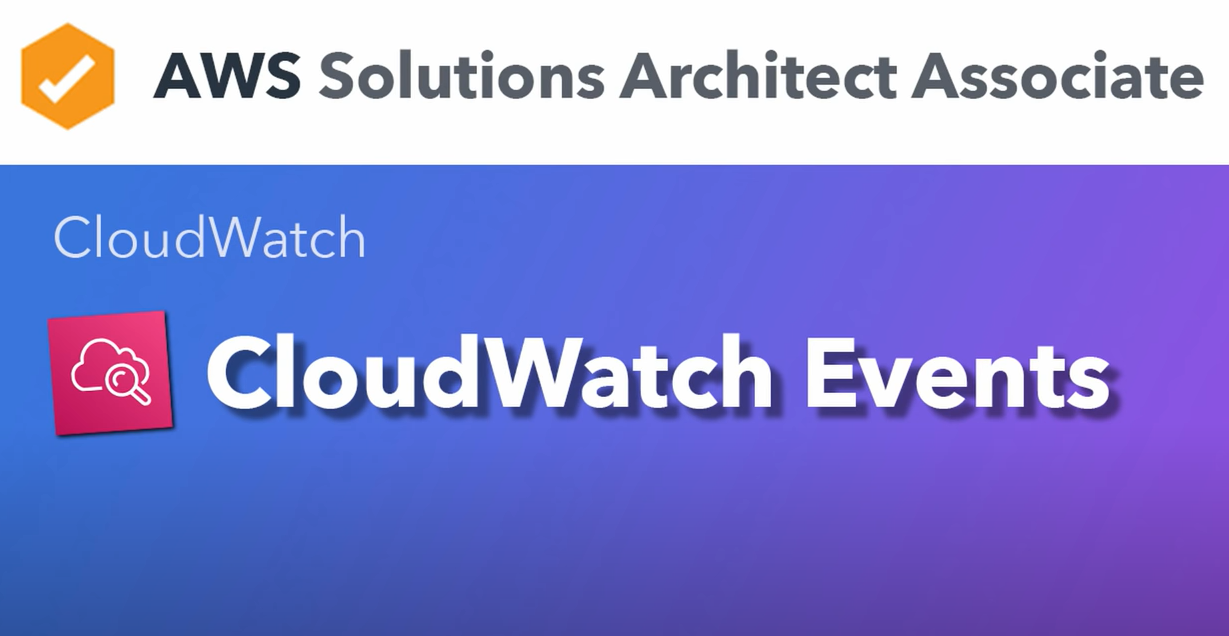 AWS Solutions Architect Associate
CloudWatch
CloudWatch Events